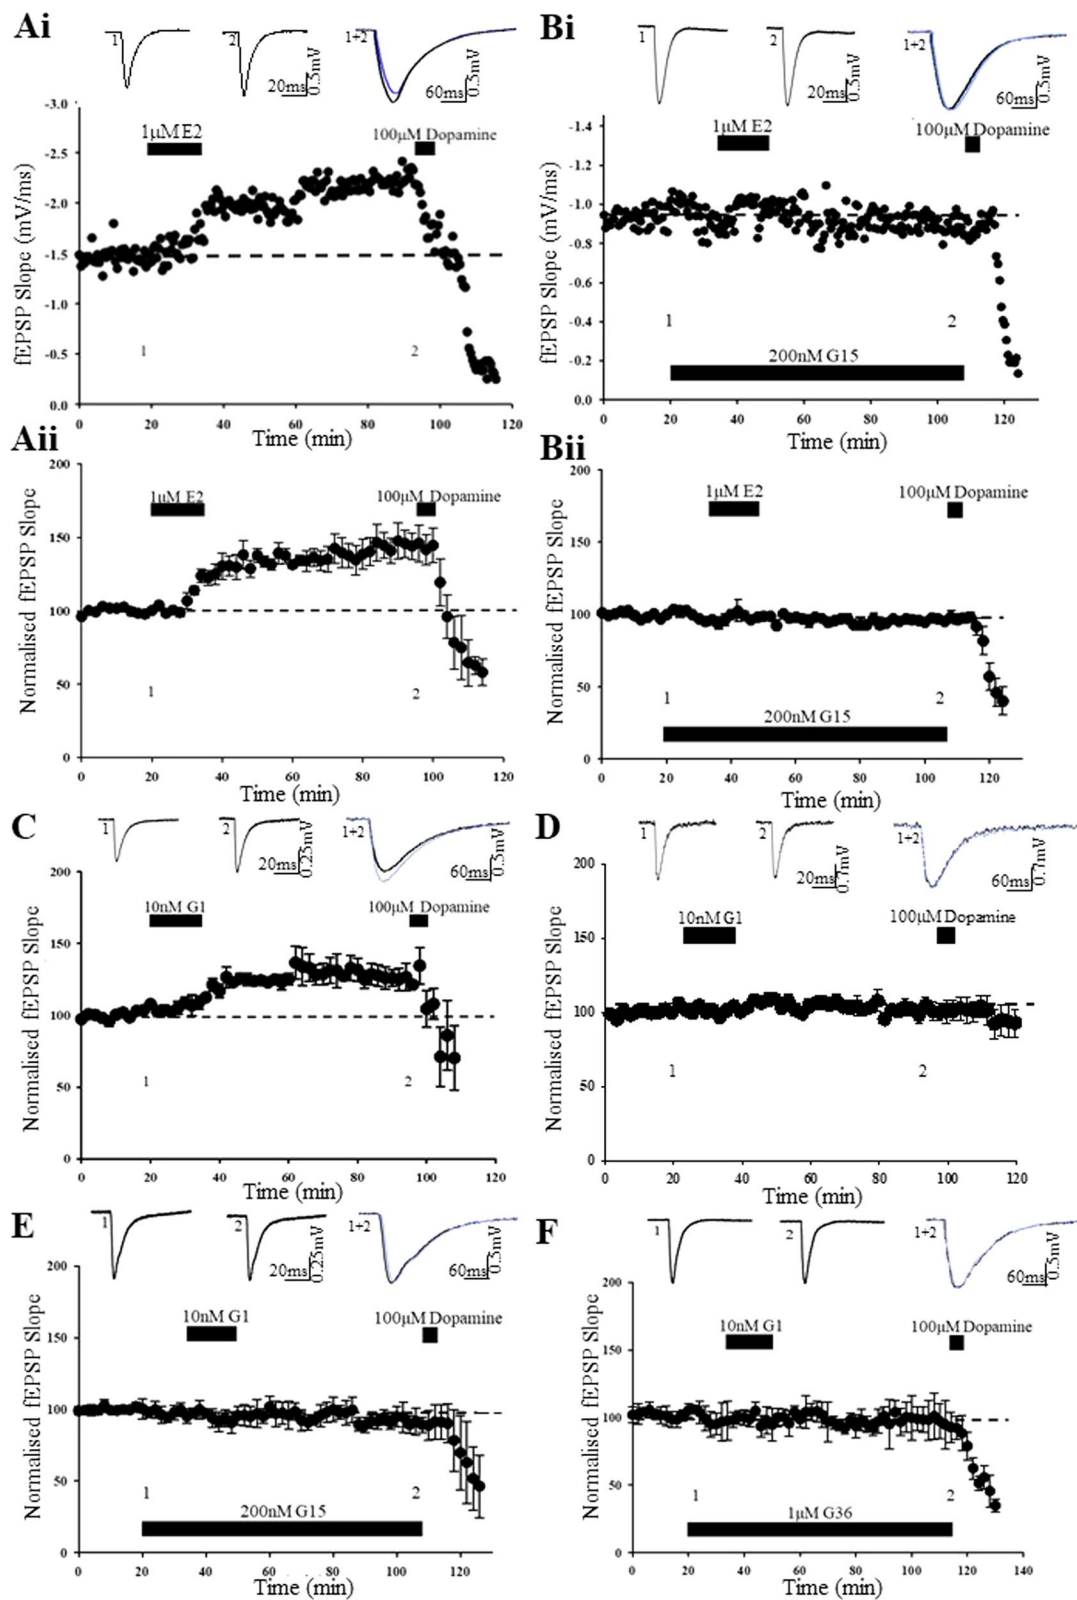 Ai
1
2
1+2
20ms
0.5mV
60ms
0.5mV
1µM E2
100µM Dopamine
fEPSP Slope (mV/ms)
-3.0
-2.5
-2.0
-1.5
-1.0
-0.5
0.0
1
2
0 20 40 60 80 100 120
Time (min)
Bi
1
2
1+2
20ms
0.5mV
60ms
0.5mV
1µM E2
100µM Dopamine
fEPSP Slope (mV/ms)
-1.4
-1.2
-1.0
-0.8
-0.6
-0.4
-0.2
0.0
1
2
200nM G15
0 20 40 60 80 100 120
Time (min)
Aii
1µM E2
100µM Dopamine
Normalised fEPSP Slope
200
150
100
50
0
1
2
0 20 40 60 80 100 120
Time (min)
Bii
1µM E2
100µM Dopamine
Normalised fEPSP Slope
200
150
100
50
0
1
2
200nM G15
0 20 40 60 80 100 120
Time (min)
C
1
2
1+2
20ms
0.25mV
60ms
0.5mV
10nM G1
100µM Dopamine
Normalised fEPSP Slope
200
150
100
50
0
1
2
0 20 40 60 80 100 120
Time (min)
D
1
2
1+2
20ms
0.7mV
60ms
0.7mV
10nM G1
100µM Dopamine
Normalised fEPSP Slope
200
150
100
50
0
1
2
0 20 40 60 80 100 120
Time (min)
E
1
2
1+2
20ms
0.25mV
60ms
0.5mV
10nM G1
100µM Dopamine
Normalised fEPSP Slope
200
150
100
50
0
1
2
200nM G15
0 20 40 60 80 100 120
Time (min)
F
1
2
1+2
60ms
0.5mV
10nM G1
100µM Dopamine
Normalised fEPSP Slope
200
150
100
50
0
1
2
1µM G36
0 20 40 60 80 100 120 140
Time (min)